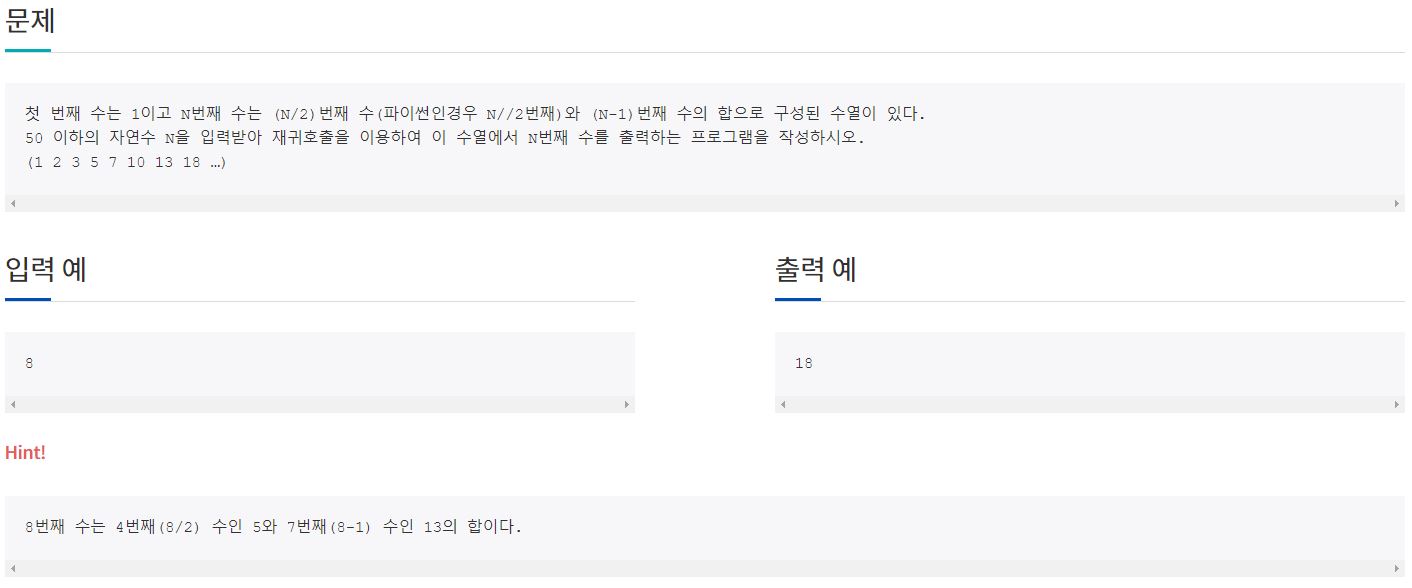 문제
첫 번째 수는 1이고 N번째 수는 (N/2)번째 수(파이썬인경우 N//2번째)와 (N-1)번째 수의 합으로 구성된 수열이 있다.
50 이하의 자연수 N을 입력받아 재귀호출을 이용하여 이 수열에서 N번째 수를 출력하는 프로그램을 작성하시오.
(1 2 3 5 7 10 13 18 …)
입력 예
8
출력 예
18
Hint!
8번째 수는 4번째(8/2) 수인 5와 7번째(8-1) 수인 13의 합이다.